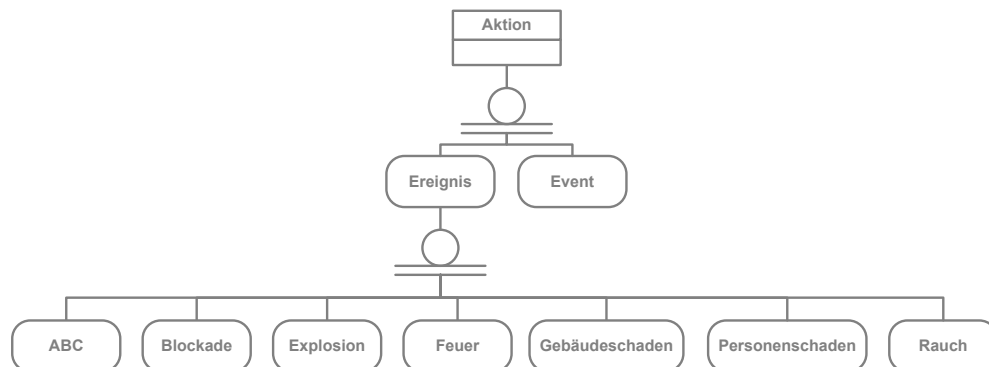 Aktion
Ereignis
Event
ABC
Blockade
Explosion
Feuer
Gebäudeschaden
Personenschaden
Rauch